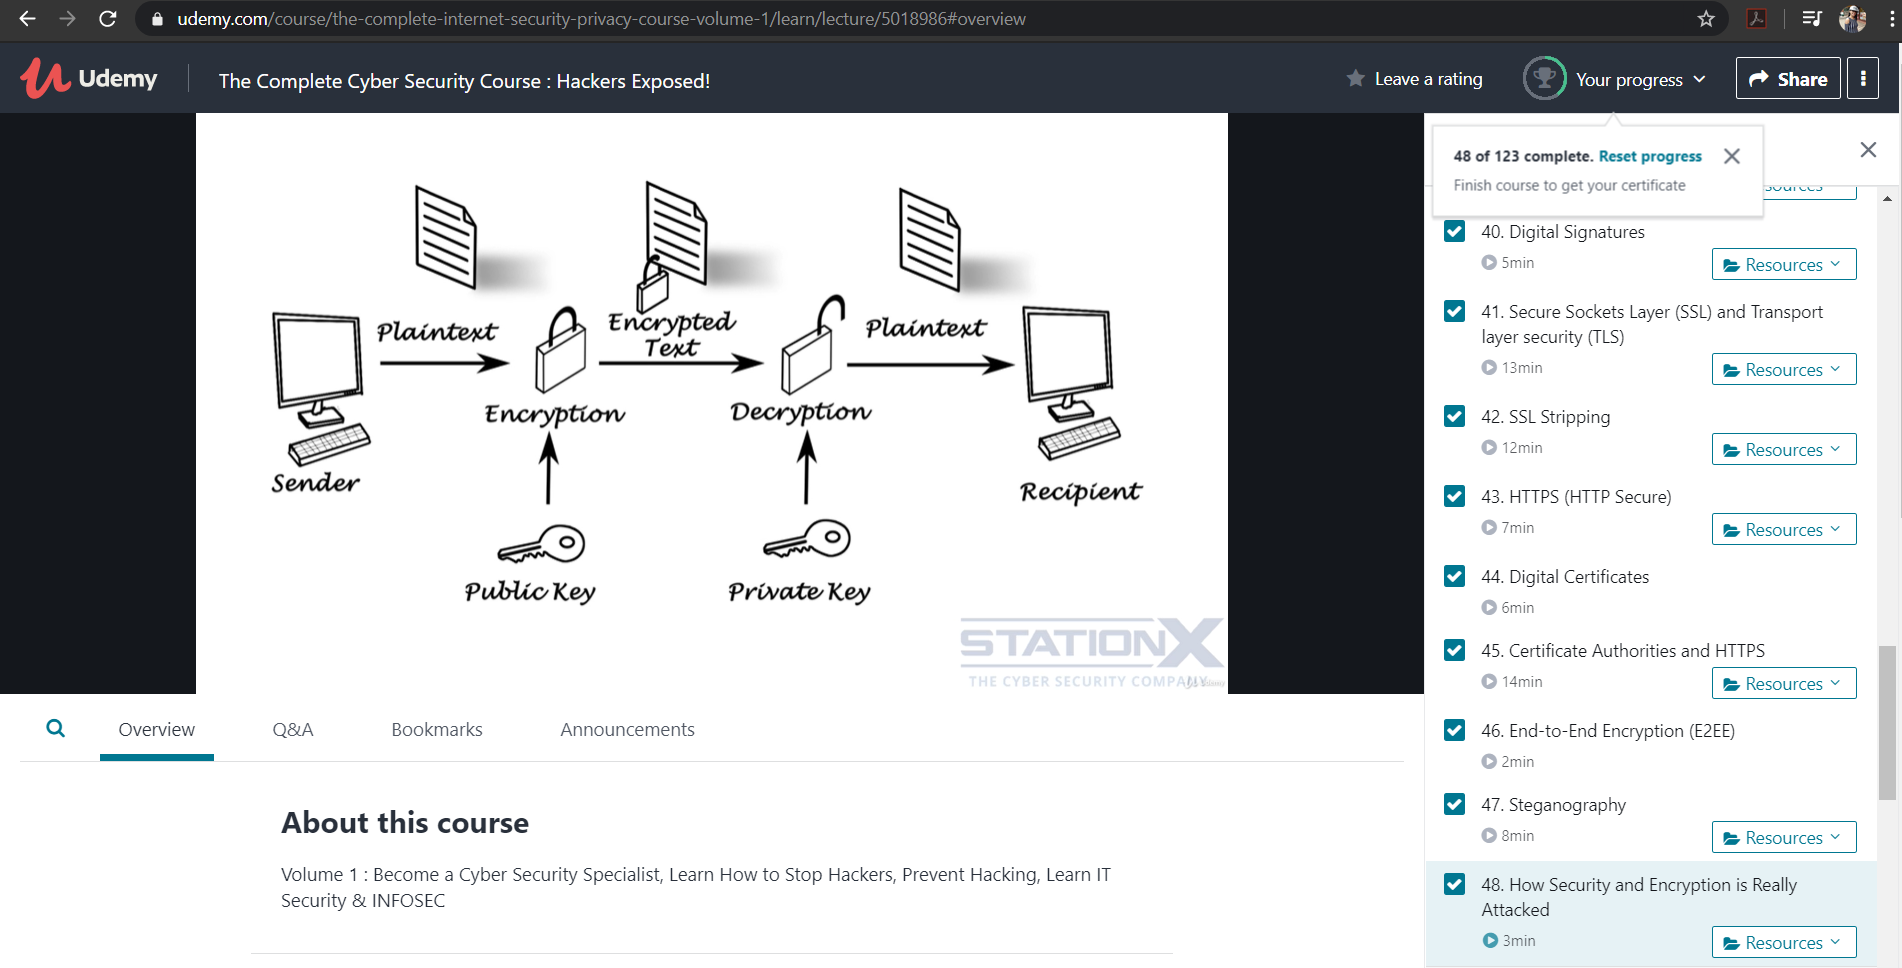 udemy.com/course/the-complete-internet-security-privacy-course-volume-1/learn/lecture/5018986#overview
Udemy
The Complete Cyber Security Course : Hackers Exposed!
Leave a rating
Your progress
Share
48 of 123 complete. Reset progress
Finish course to get your certificate
Plaintext
Encrypted
Text
Plaintext
Encryption
Decryption
Sender
Recipient
Public Key
Private Key
STATIONX
THE CYBER SECURITY COMPANY
Overview
Q&A
Bookmarks
Announcements
About this course
Volume 1 : Become a Cyber Security Specialist, Learn How to Stop Hackers, Prevent Hacking, Learn IT
Security & INFOSEC
40. Digital Signatures
5min
Resources
41. Secure Sockets Layer (SSL) and Transport
layer security (TLS)
13min
Resources
42. SSL Stripping
12min
Resources
43. HTTPS (HTTP Secure)
7min
Resources
44. Digital Certificates
6min
45. Certificate Authorities and HTTPS
14min
Resources
46. End-to-End Encryption (E2EE)
2min
47. Steganography
8min
Resources
48. How Security and Encryption is Really
Attacked
3min
Resources